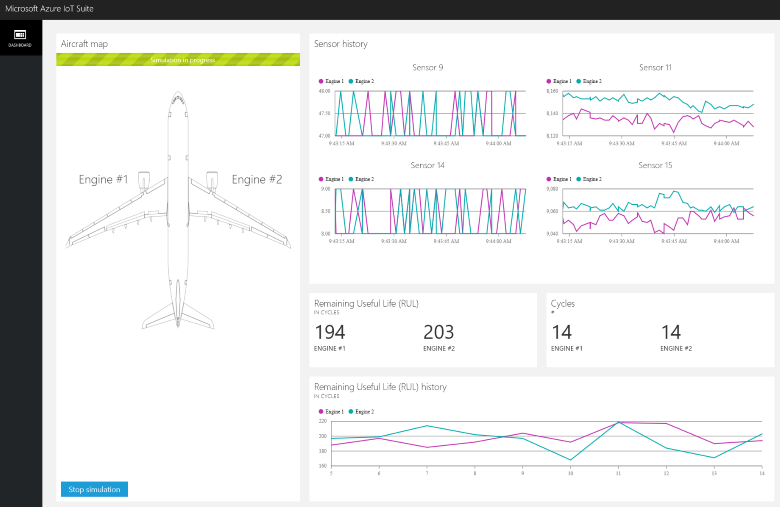 Microsoft Azure IoT Suite
DASHBOARD
Aircraft map
Simulation in progress
Engine #1
Engine #2
Stop simulation
Sensor history
Sensor 9
Engine 1 Engine 2
48.00
47.50
47.00
9:43:15 AM 9:43:30 AM 9:43:45 AM 9:44:00 AM
Sensor 11
Engine 1 Engine 2
8,160
8,140
8,120
9:43:15 AM 9:43:30 AM 9:43:45 AM 9:44:00 AM
Sensor 14
Engine 1 Engine 2
9.00
8.50
8.00
9:43:15 AM 9:43:30 AM 9:43:45 AM 9:44:00 AM
Sensor 15
Engine 1 Engine 2
9,080
9,060
9,040
9:43:15 AM 9:43:30 AM 9:43:45 AM 9:44:00 AM
Remaining Useful Life (RUL)
IN CYCLES
194 203
ENGINE #1 ENGINE #2
Cycles
#
14 14
ENGINE #1 ENGINE #2
Remaining Useful Life (RUL) history
IN CYCLES
Engine 1 Engine 2
220
200
180
160
5 6 7 8 9 10 11 12 13 14